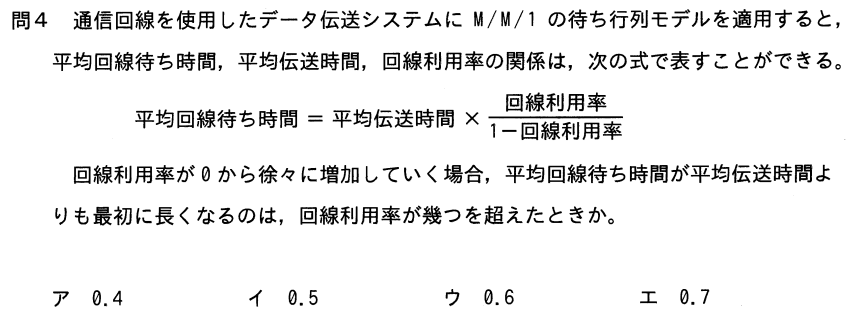 問4 通信回線を使用したデータ伝送システムに M/M/1 の待ち行列モデルを適用すると，
平均回線待ち時間，平均伝送時間，回線利用率の関係は，次の式で表すことができる。
平均回線待ち時間 ＝ 平均伝送時間 × 回線利用率 / 1－回線利用率
回線利用率が 0 から徐々に増加していく場合，平均回線待ち時間が平均伝送時間よ
りも最初に長くなるのは，回線利用率が幾つを超えたときか。
ア 0.4 イ 0.5 ウ 0.6 エ 0.7